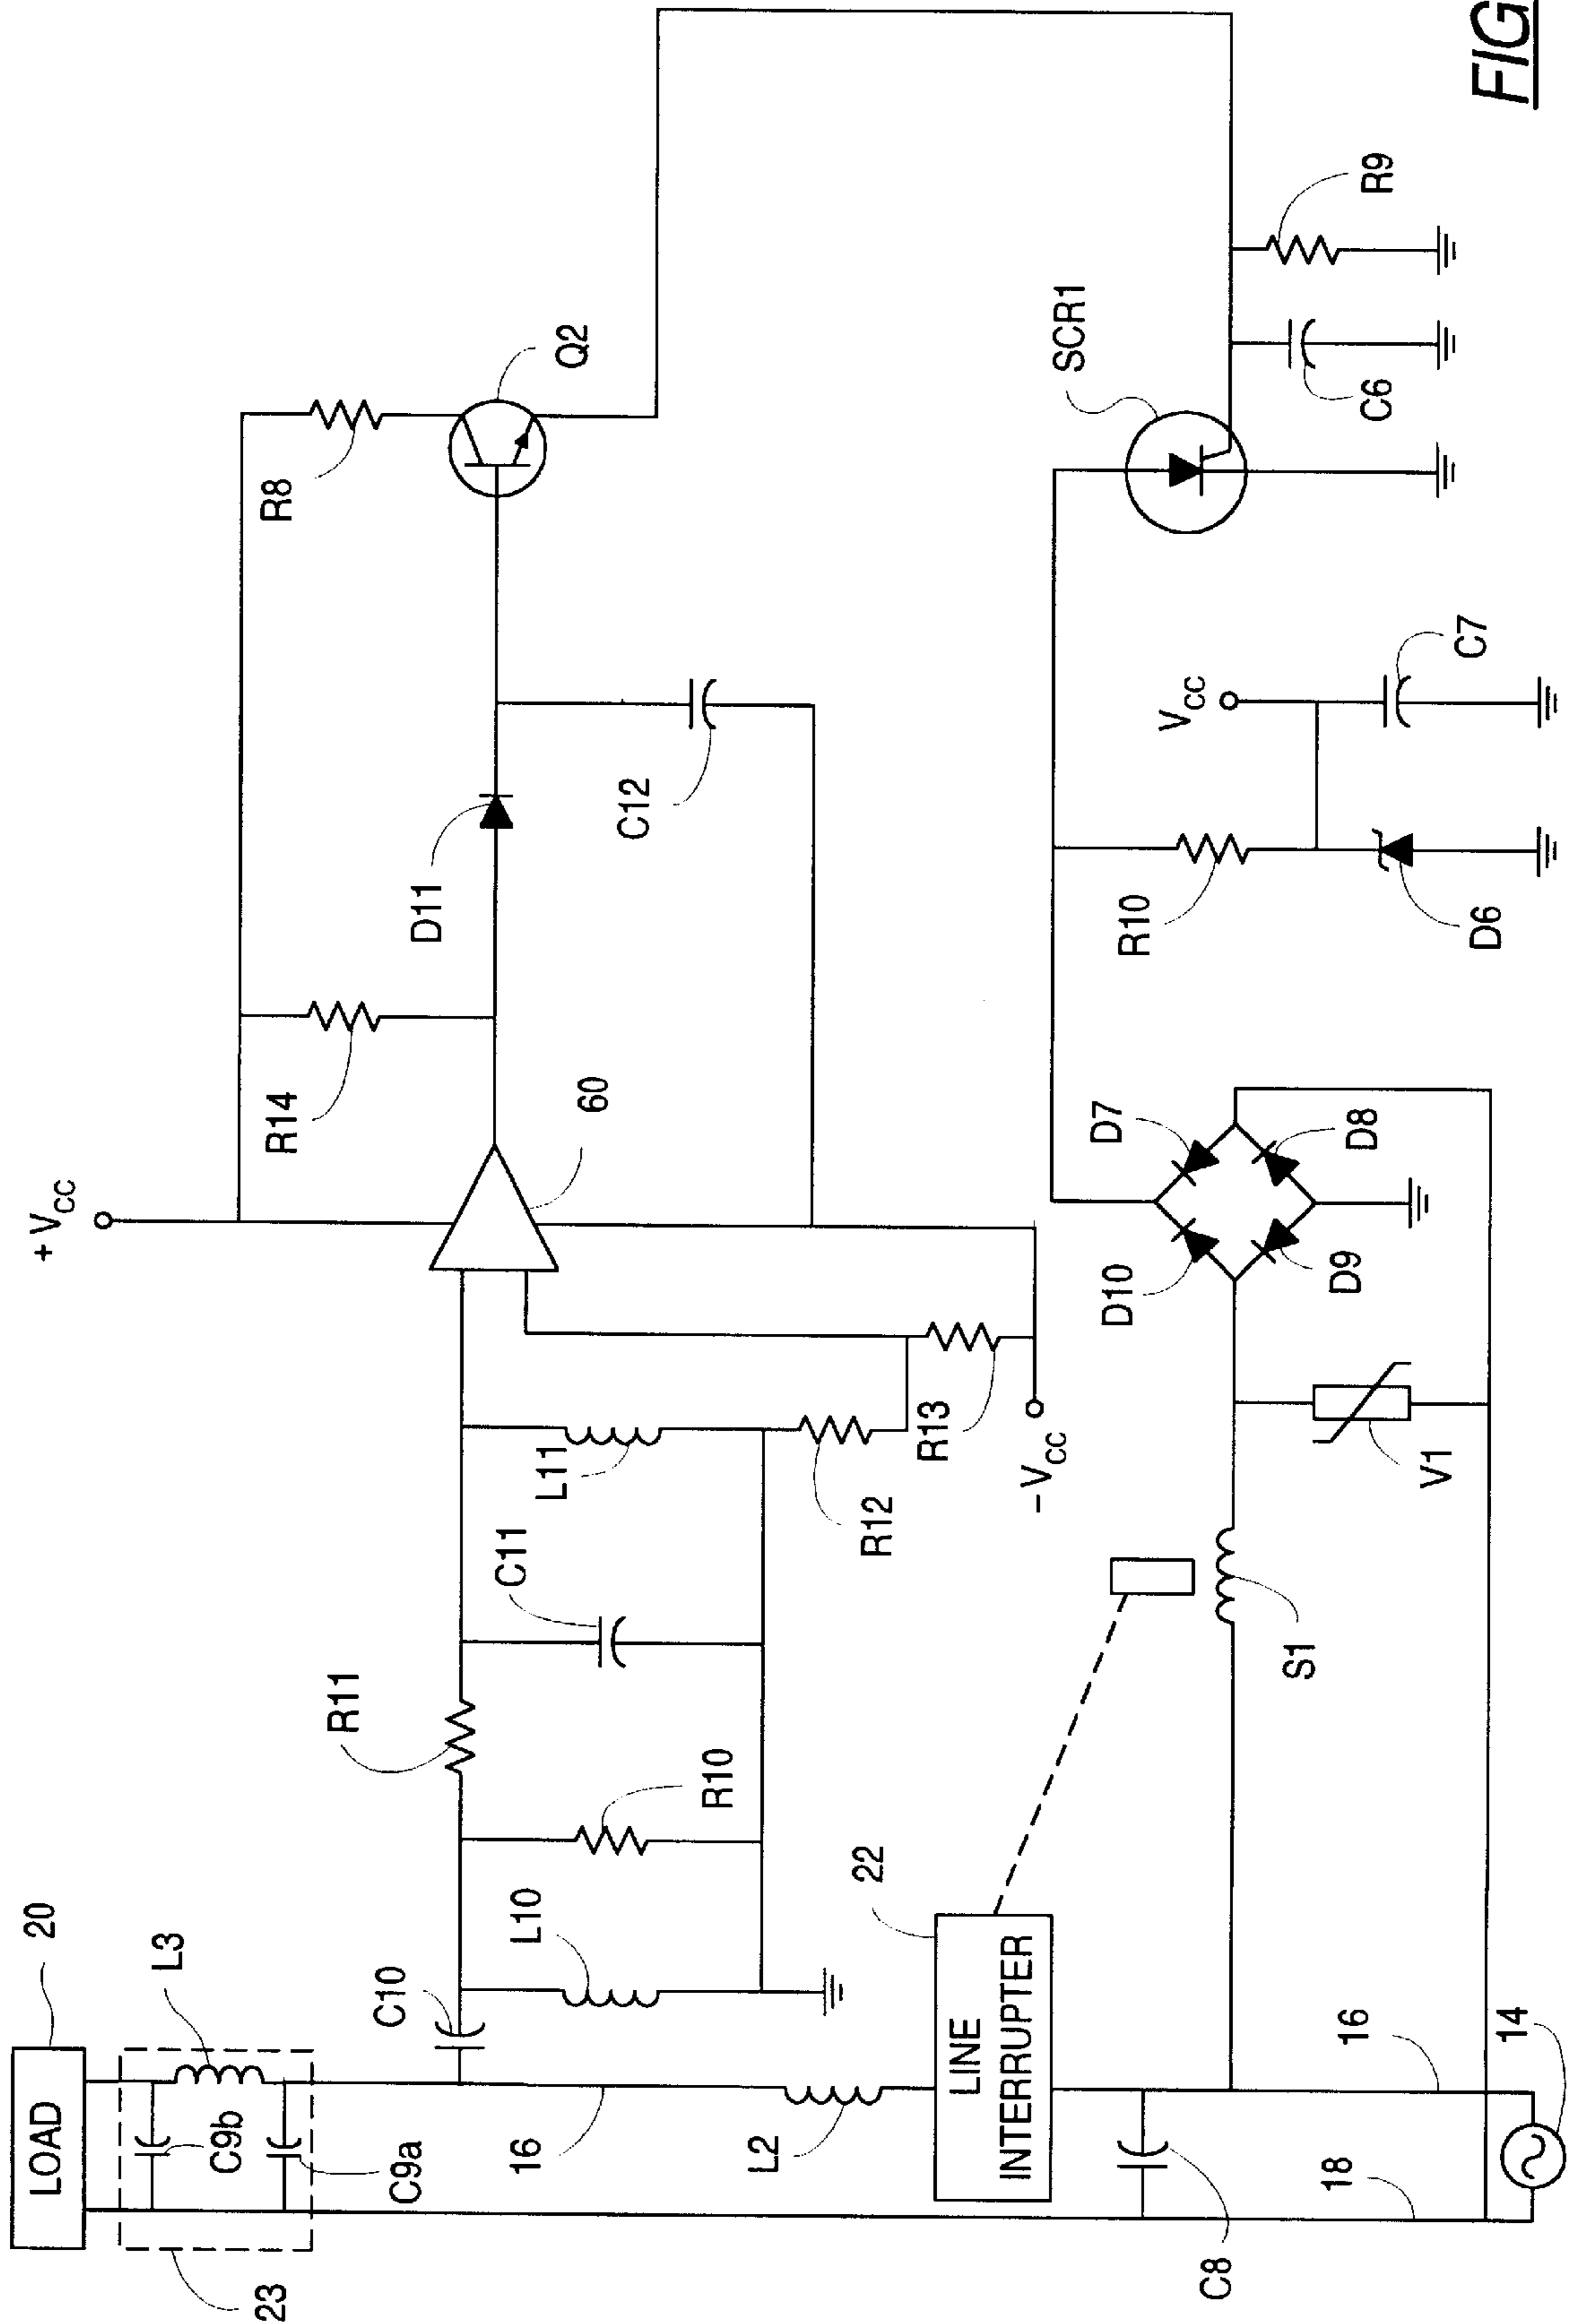 LOAD
20
L3
C9b
C9a
23
16
L2
C10
L10
R10
R11
C11
L11
R12
R13
- VCC
+ VCC
60
R14
D11
C12
R8
Q2
22
LINE
INTERRUPTER
C8
18
16
14
S1
V1
D10
D9
D7
D8
R10
D6
VCC
C7
SCR1
C6
R9
FIG